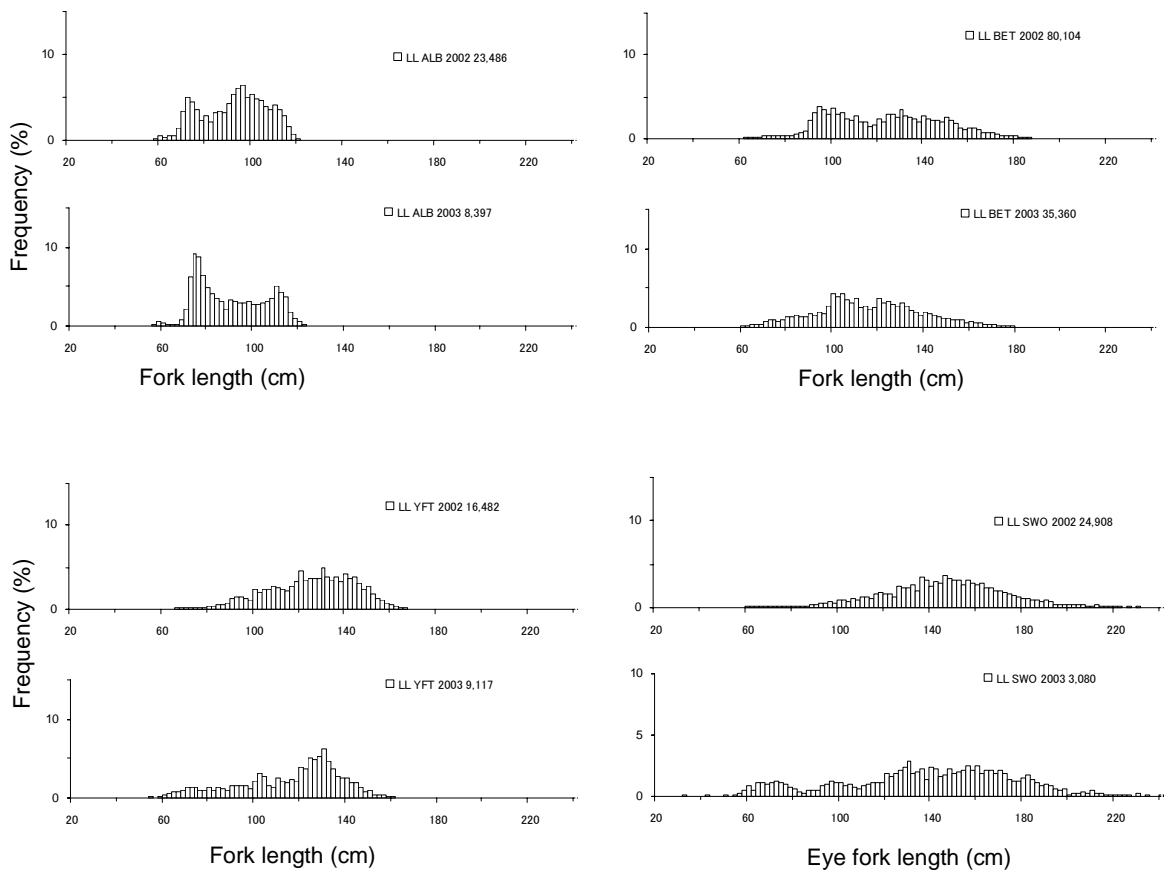 Frequency (%)
10
0
LL ALB 2002 23,486
20 60 100 140 180 220
10
0
LL ALB 2003 8,397
20 60 100 140 180 220
Fork length (cm)
10
0
LL BET 2002 80,104
20 60 100 140 180 220
10
0
LL BET 2003 35,360
20 60 100 140 180 220
Fork length (cm)
Frequency (%)
10
0
LL YFT 2002 16,482
20 60 100 140 180 220
10
0
LL YFT 2003 9,117
20 60 100 140 180 220
Fork length (cm)
10
0
LL SWO 2002 24,908
20 60 100 140 180 220
10
5
0
LL SWO 2003 3,080
20 60 100 140 180 220
Eye fork length (cm)